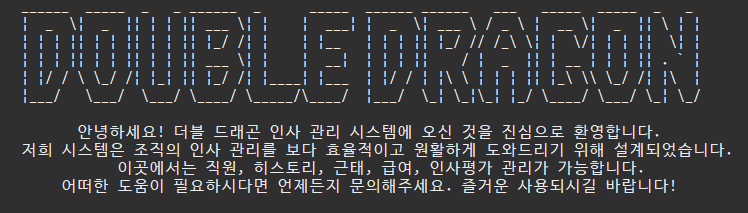 DOUBLE DRAGON
안녕하세요! 더블 드래곤 인사 관리 시스템에 오신 것을 진심으로 환영합니다.
저희 시스템은 조직의 인사 관리를 보다 효율적이고 원활하게 도와드리기 위해 설계되었습니다.
이곳에서는 직원, 히스토리, 근태, 급여, 인사평가 관리가 가능합니다.
어떠한 도움이 필요하시다면 언제든지 문의해주세요. 즐거운 사용되시길 바랍니다!